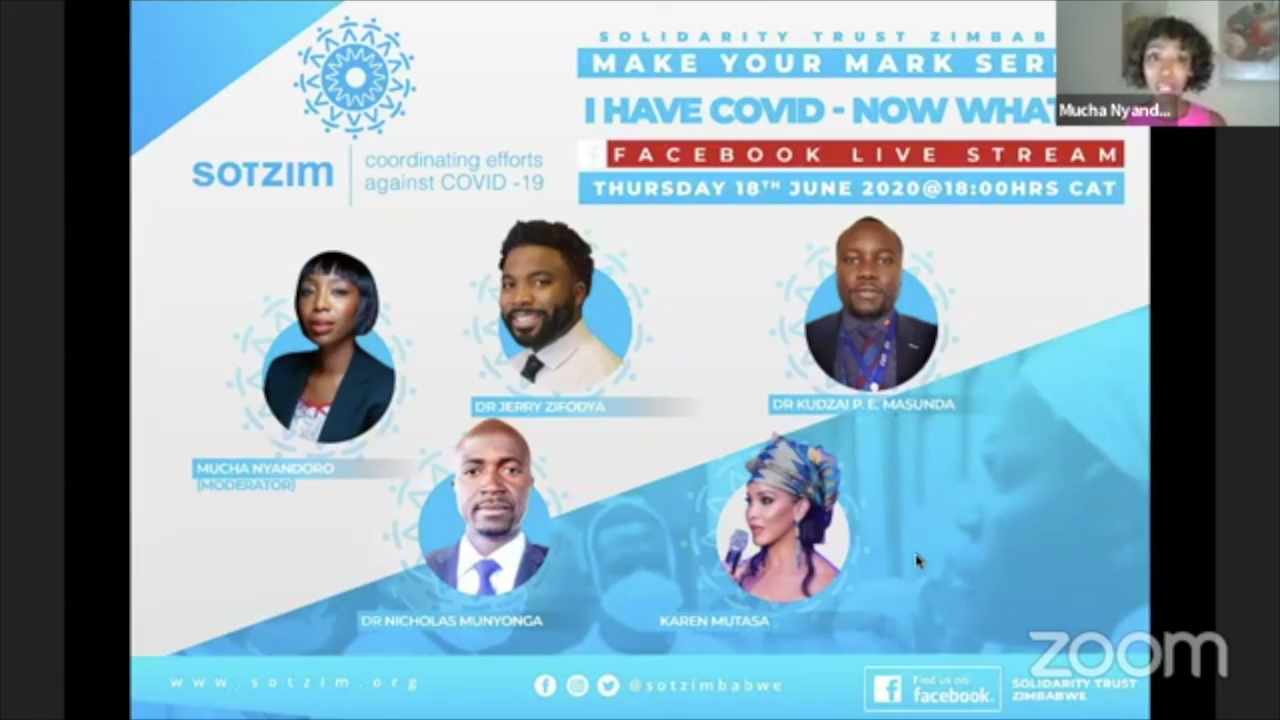 SOLIDARITY TRUST ZIMBAB
MAKE YOUR MARK SERI
I HAVE COVID - NOW WHAT
Mucha Nyand...
FACEBOOK LIVE STREAM
THURSDAY 18TH JUNE 2020@18:00HRS CAT
SOTZIM
coordinating efforts
against COVID -19
DR JERRY ZIFODYA
DR KUDZAI P. E. MASUNDA
MUCHA NYANDORO
(MODERATOR)
DR NICHOLAS MUNYONGA
KAREN MUTASA
zoom
www.sotzim.org
@sotzimbabwe
Find us on
facebook.
SOLIDARITY TRUST
ZIMBABWE